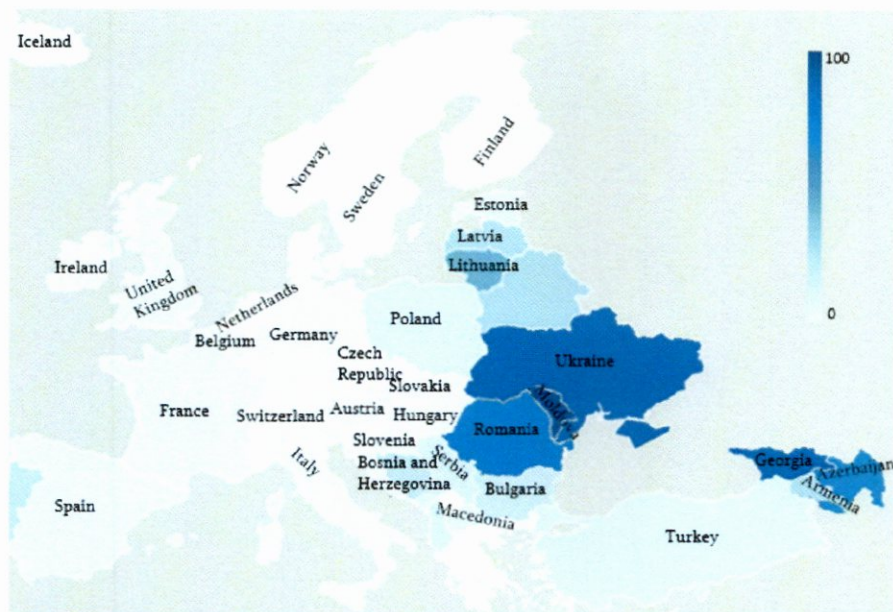 Iceland
100
Norway
Finland
Sweden
Estonia
Latvia
Ireland
Lithuania
United
Kingdom
Netherlands
0
Poland
Belgium
Germany
Ukraine
Czech
Republic
Slovakia
France
Switzerland
Austria
Hungary
Moldova
Romania
Slovenia
Italy
Bosnia and
Herzegovina
Serbia
Georgia
Azerbaijan
Armenia
Bulgaria
Spain
Macedonia
Turkey